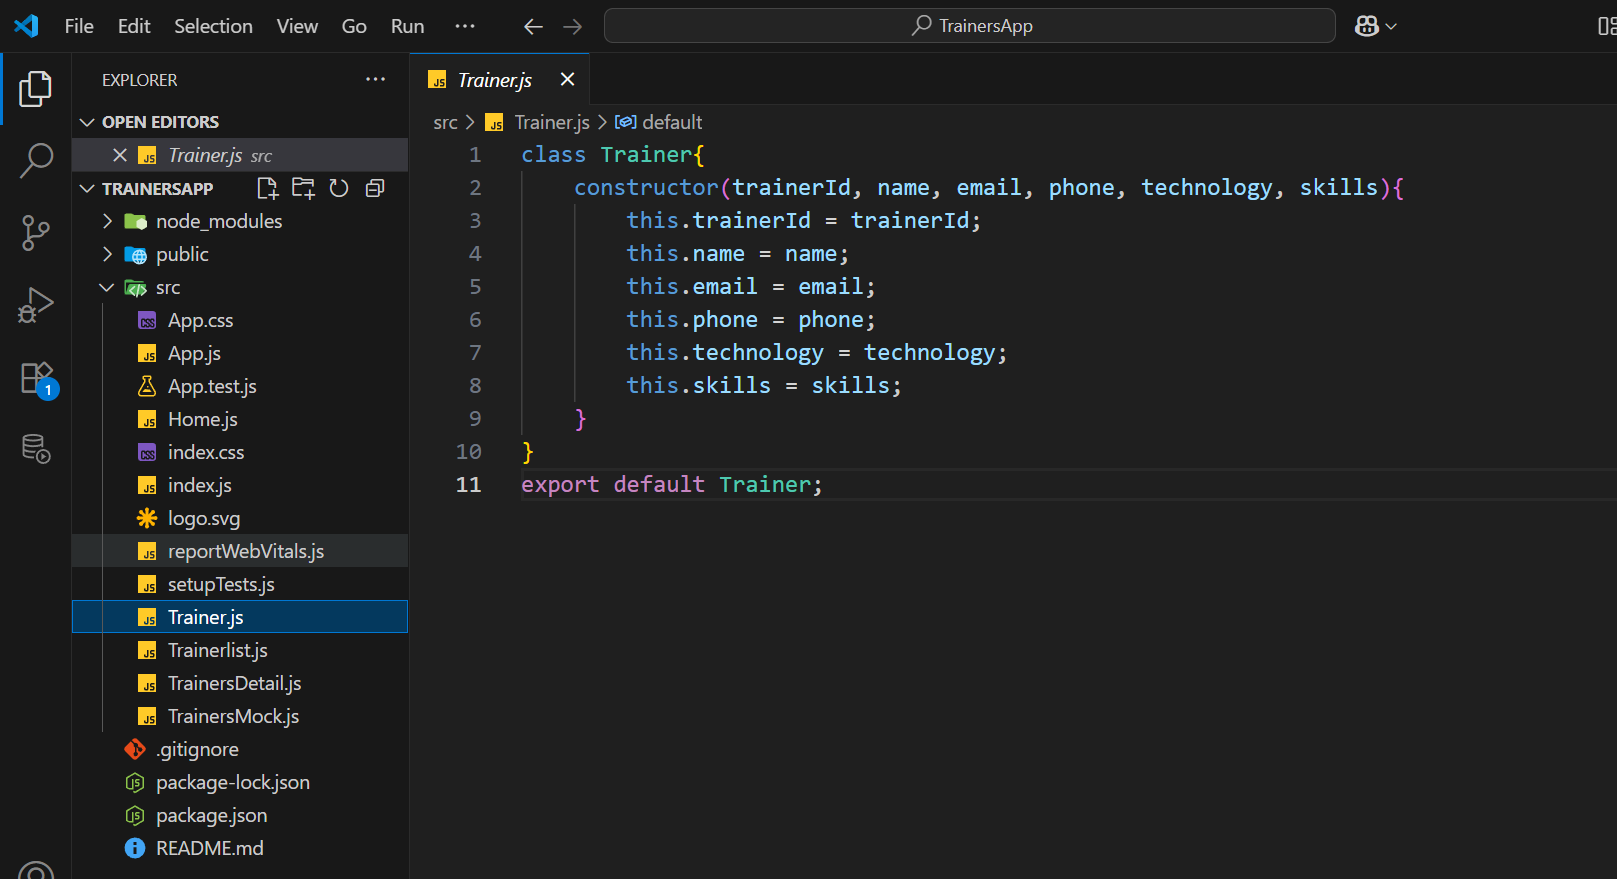 File Edit Selection View Go Run ··· TrainersApp
EXPLORER ···
OPEN EDITORS
Trainer.js src
TRAINERSAPP
node_modules
public
src
App.css
App.js
App.test.js
Home.js
index.css
index.js
logo.svg
reportWebVitals.js
setupTests.js
Trainer.js
Trainerlist.js
TrainersDetail.js
TrainersMock.js
.gitignore
package-lock.json
package.json
README.md
1
Trainer.js
src > Trainer.js > default
1 class Trainer{
2     constructor(trainerId, name, email, phone, technology, skills){
3         this.trainerId = trainerId;
4         this.name = name;
5         this.email = email;
6         this.phone = phone;
7         this.technology = technology;
8         this.skills = skills;
9     }
10 }
11 export default Trainer;